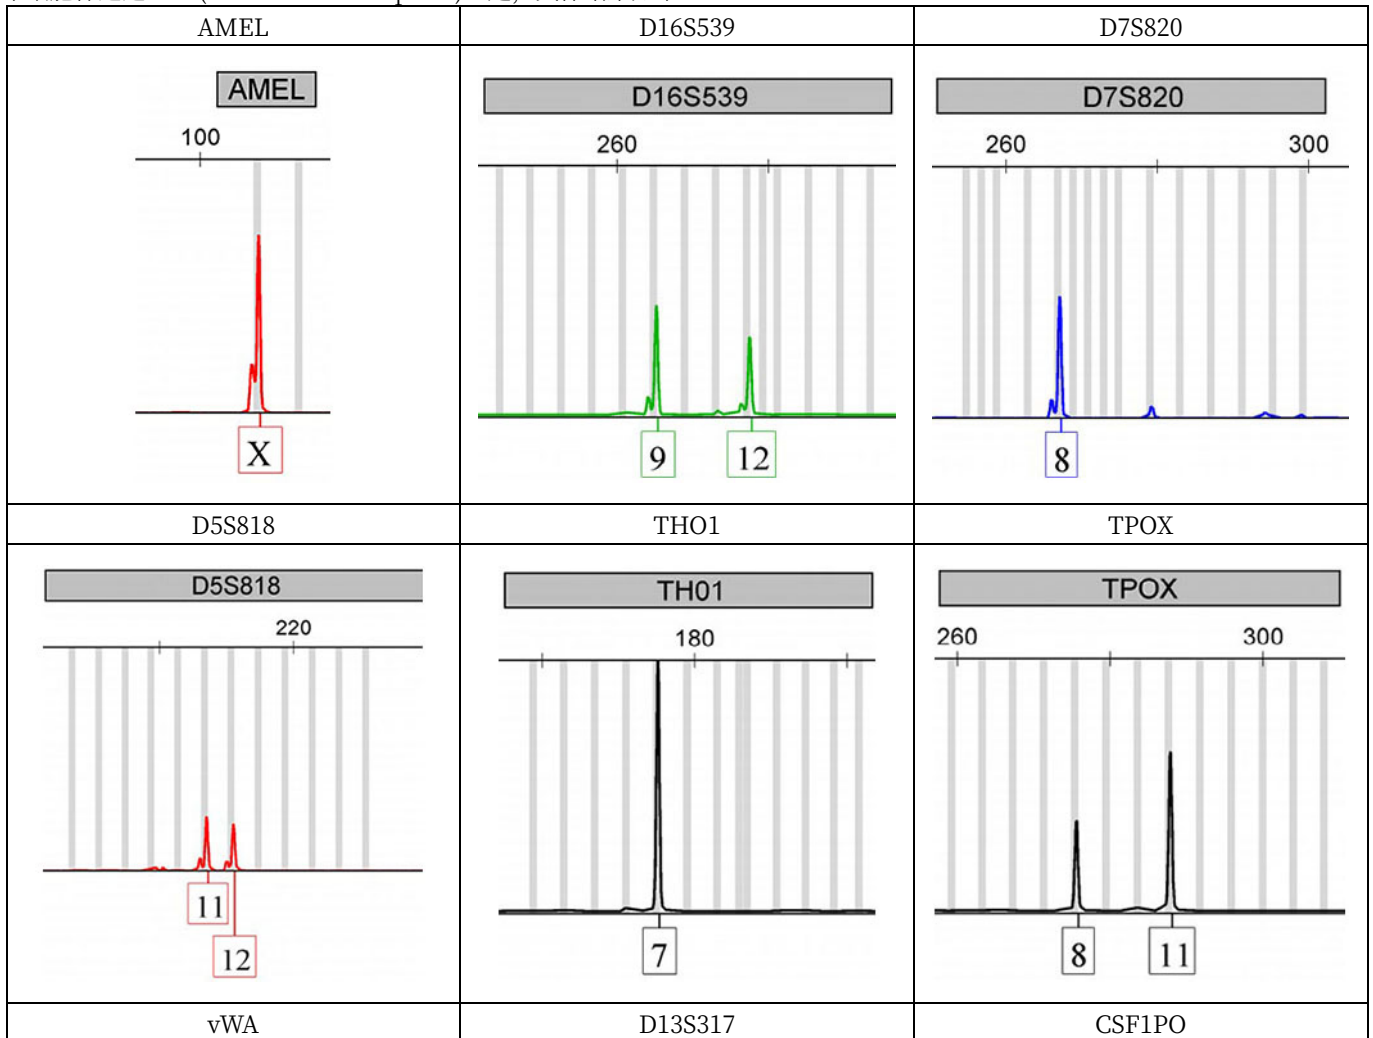 AMEL D16S539 D7S820
AMEL D16S539 D7S820
100 260 260 300
X 9 12 8
D5S818 THO1 TPOX
D5S818 TH01 TPOX
220 180 260 300
11 12 7 8 11
vWA D13S317 CSF1PO